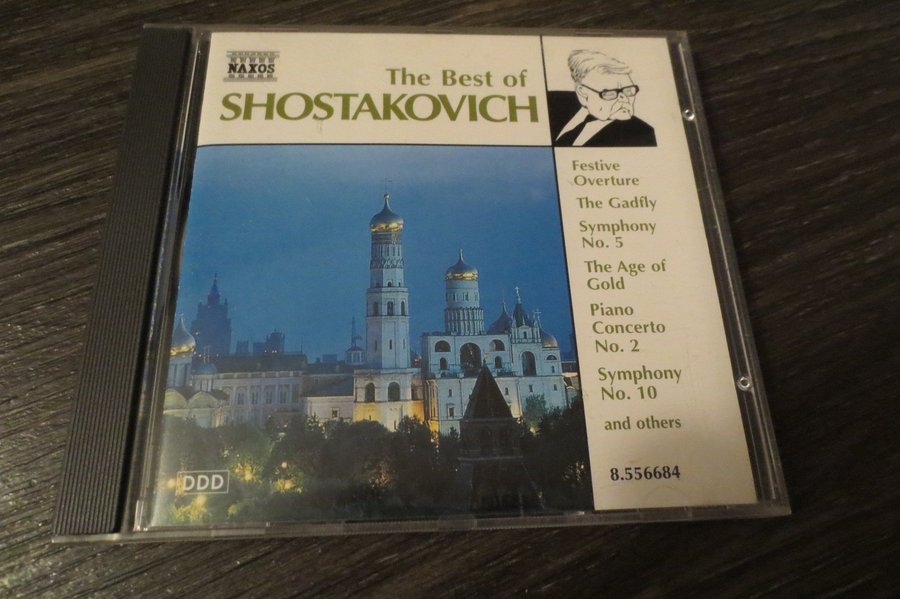 NAXOS
The Best of
SHOSTAKOVICH
Festive
Overture
The Gadfly
Symphony
No. 5
The Age of
Gold
Piano
Concerto
No. 2
Symphony
No. 10
and others
8.556684
DDD